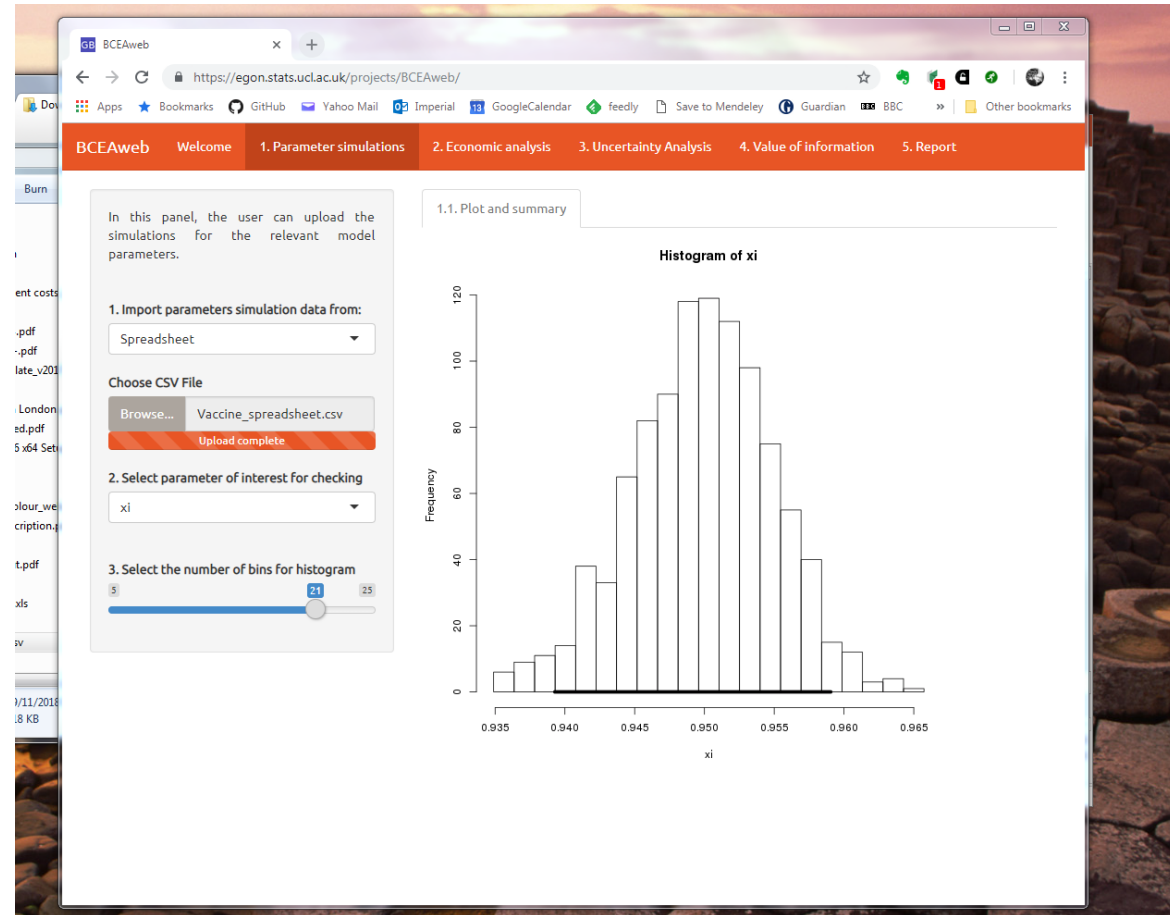 GB BCEAweb
https://egon.stats.ucl.ac.uk/projects/BCEAweb/
1
Apps Bookmarks GitHub Yahoo Mail Imperial 13 GoogleCalendar feedly Save to Mendeley Guardian BBC BBC » Other bookmarks
BCEAweb Welcome 1. Parameter simulations 2. Economic analysis 3. Uncertainty Analysis 4. Value of information 5. Report
In this panel, the user can upload the
simulations for the relevant model
parameters.
1. Import parameters simulation data from:
Spreadsheet
Choose CSV File
Browse... Vaccine_spreadsheet.csv
Upload complete
2. Select parameter of interest for checking
xi
3. Select the number of bins for histogram
5 21 25
1.1. Plot and summary
Histogram of xi
Frequency
120
100
80
60
40
20
0
0.935 0.940 0.945 0.950 0.955 0.960 0.965
xi
Burn
ent costs
.pdf
-.pdf
late_v201
London
ed.pdf
x64 Set
olour_we
cription.p
t.pdf
xls
sv
9/11/2018
18 KB